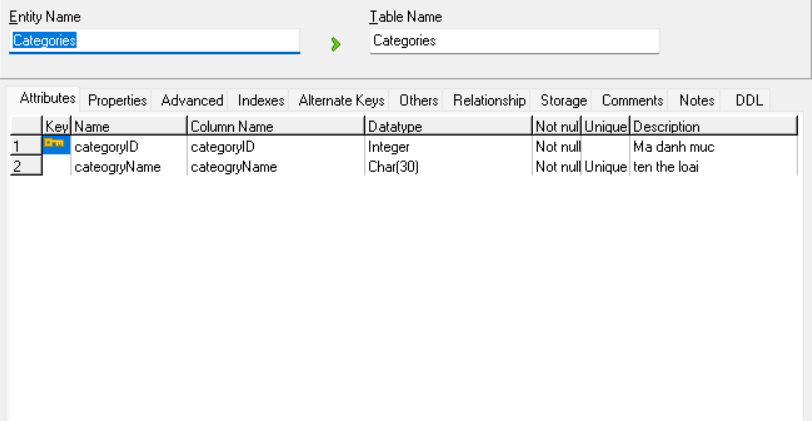 Entity Name Table Name
Categories Categories
Attributes Properties Advanced Indexes Alternate Keys Others Relationship Storage Comments Notes DDL
Key Name Column Name Datatype Not nul Unique Description
1 categoryID categoryID Integer Not null Ma danh muc
2 cateogryName cateogryName Char(30) Not null Unique ten the loai